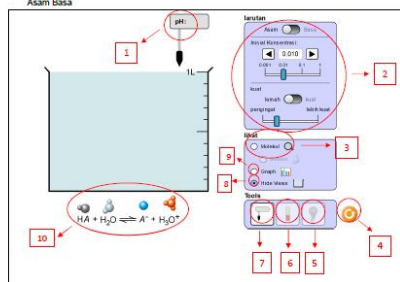 Asam Basa
pH:
1
1L
larutan
Asam Basa
Initial Konsentrasi
0.010
0.001 0.01 0.1 1
2
kuat
lemah kuat
pengingat lebih kuat
lihat
Molekul
3
9
Graph
8
Hide Views
Tools
10
HA + H₂O ⇌ A⁻ + H₃O⁺
7
6
5
4